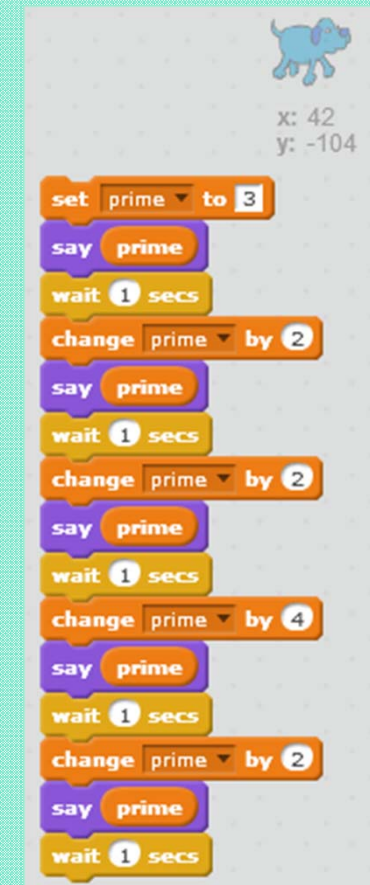 x: 42
y: -104
set prime to 3
say prime
wait 1 secs
change prime by 2
say prime
wait 1 secs
change prime by 2
say prime
wait 1 secs
change prime by 4
say prime
wait 1 secs
change prime by 2
say prime
wait 1 secs